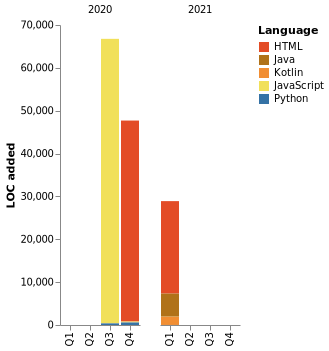 2020 2021
Language
HTML
Java
Kotlin
JavaScript
Python
LOC added
70,000
60,000
50,000
40,000
30,000
20,000
10,000
0
Q1 Q2 Q3 Q4 Q1 Q2 Q3 Q4